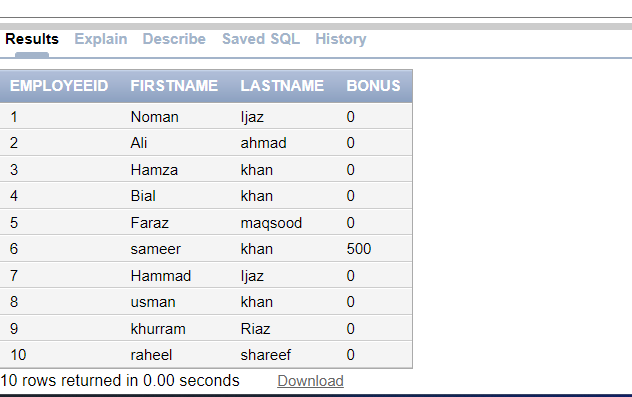 Results Explain Describe Saved SQL History
EMPLOYEEID FIRSTNAME LASTNAME BONUS
1 Noman Ijaz 0
2 Ali ahmad 0
3 Hamza khan 0
4 Bial khan 0
5 Faraz maqsood 0
6 sameer khan 500
7 Hammad Ijaz 0
8 usman khan 0
9 khurram Riaz 0
10 raheel shareef 0
10 rows returned in 0.00 seconds Download